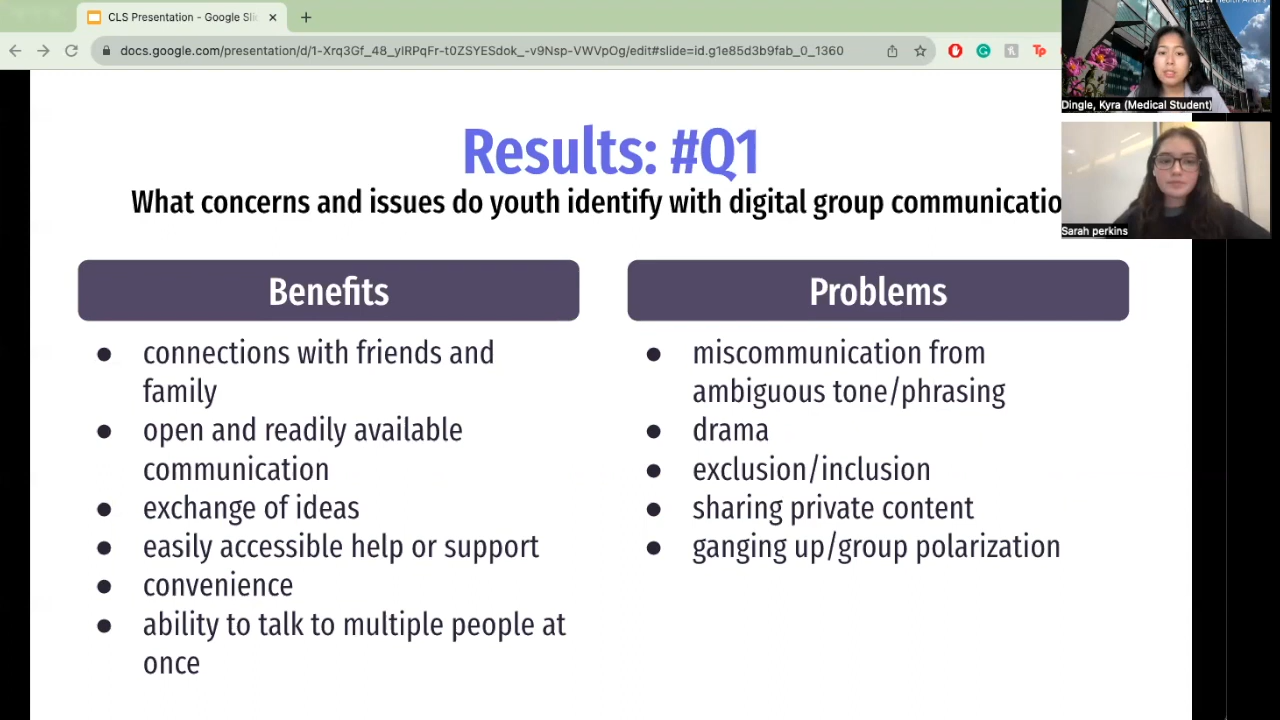 CLS Presentation - Google Sli
docs.google.com/presentation/d/1-Xrq3Gf_48_ylRPqFr-t0ZSYESdok_-v9Nsp-VWVpOg/edit#slide=id.g1e85d3b9fab_0_1360
Dingle, Kyra (Medical Student)
Sarah perkins
Results: #Q1
What concerns and issues do youth identify with digital group communicatio
Benefits
● connections with friends and
family
● open and readily available
communication
● exchange of ideas
● easily accessible help or support
● convenience
● ability to talk to multiple people at
once
Problems
● miscommunication from
ambiguous tone/phrasing
● drama
● exclusion/inclusion
● sharing private content
● ganging up/group polarization